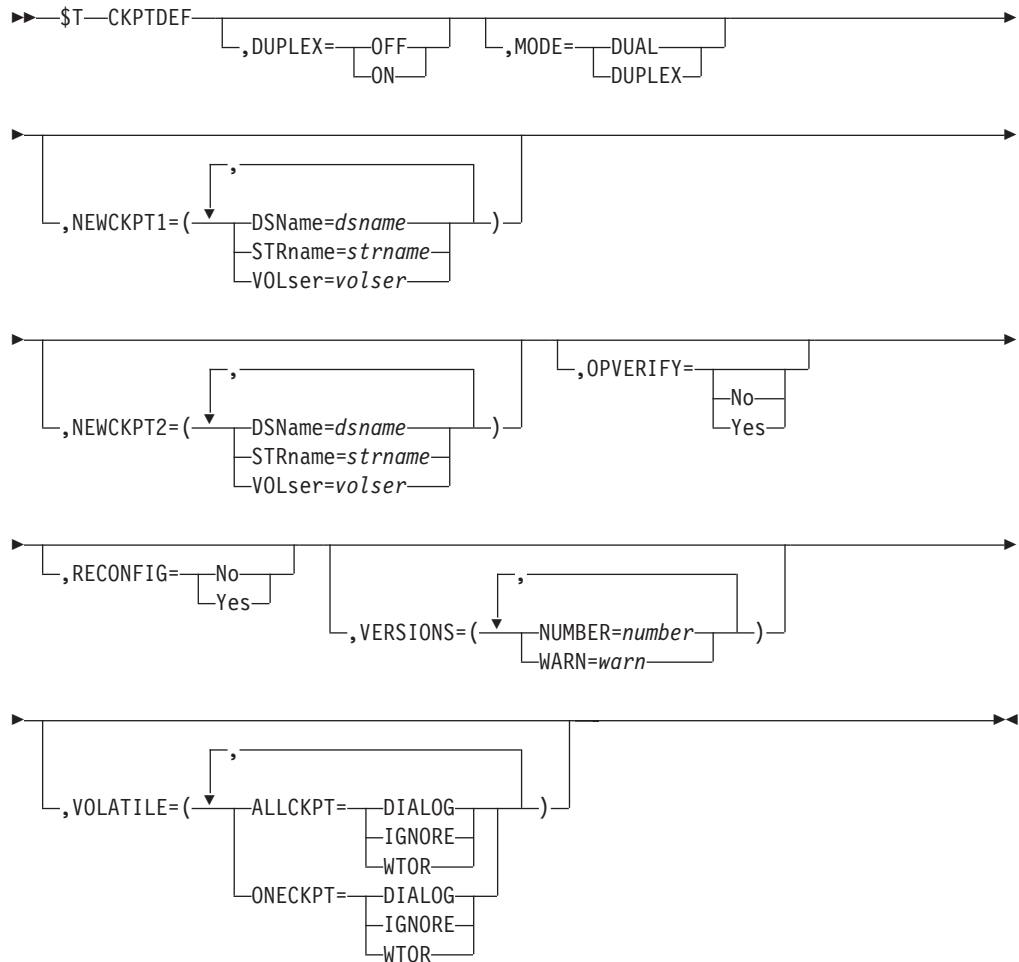 $T CKPTDEF
,DUPLEX= OFF
ON
,MODE= DUAL
DUPLEX
,
,NEWCKPT1=( DSName=dsname )
STRname=strname
VOLser=volser
,
,NEWCKPT2=( DSName=dsname )
STRname=strname
VOLser=volser
,OPVERIFY=
No
Yes
,RECONFIG= No
Yes
,
,VERSIONS=( NUMBER=number )
WARN=warn
,
,VOLATILE=( ALLCKPT= DIALOG )
IGNORE
WTOR
ONECKPT= DIALOG
IGNORE
WTOR